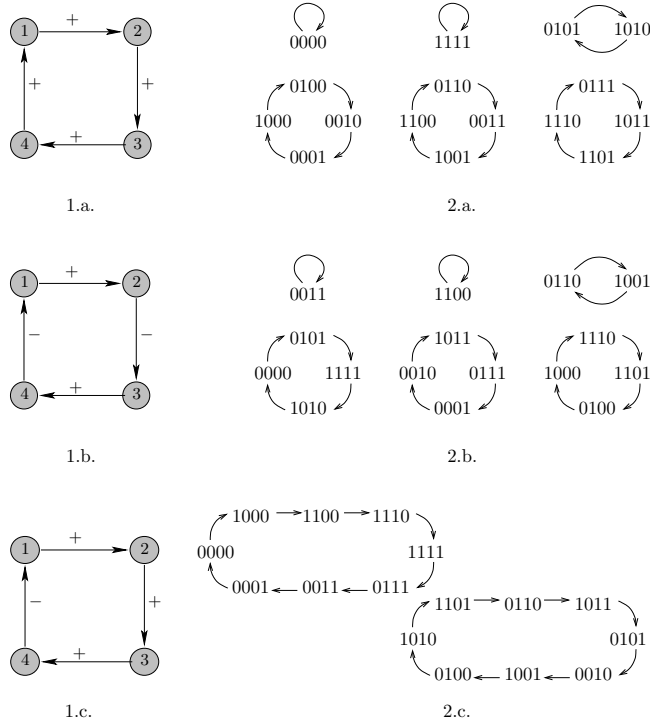 1 + 2 0000 1111 0101 1010
+ + 0100 0110 0111
1000 0010 1100 0011 1110 1011
4 + 3 0001 1001 1101
1.a. 2.a.
1 + 2 0011 1100 0110 1001
− − 0101 1011 1110
0000 1111 0010 0111 1000 1101
4 + 3 1010 0001 0100
1.b. 2.b.
1000 1100 1110
1 + 2 0000 1111
− + 0001 0011 0111
1101 0110 1011
1010 0101
4 + 3 0100 1001 0010
1.c. 2.c.